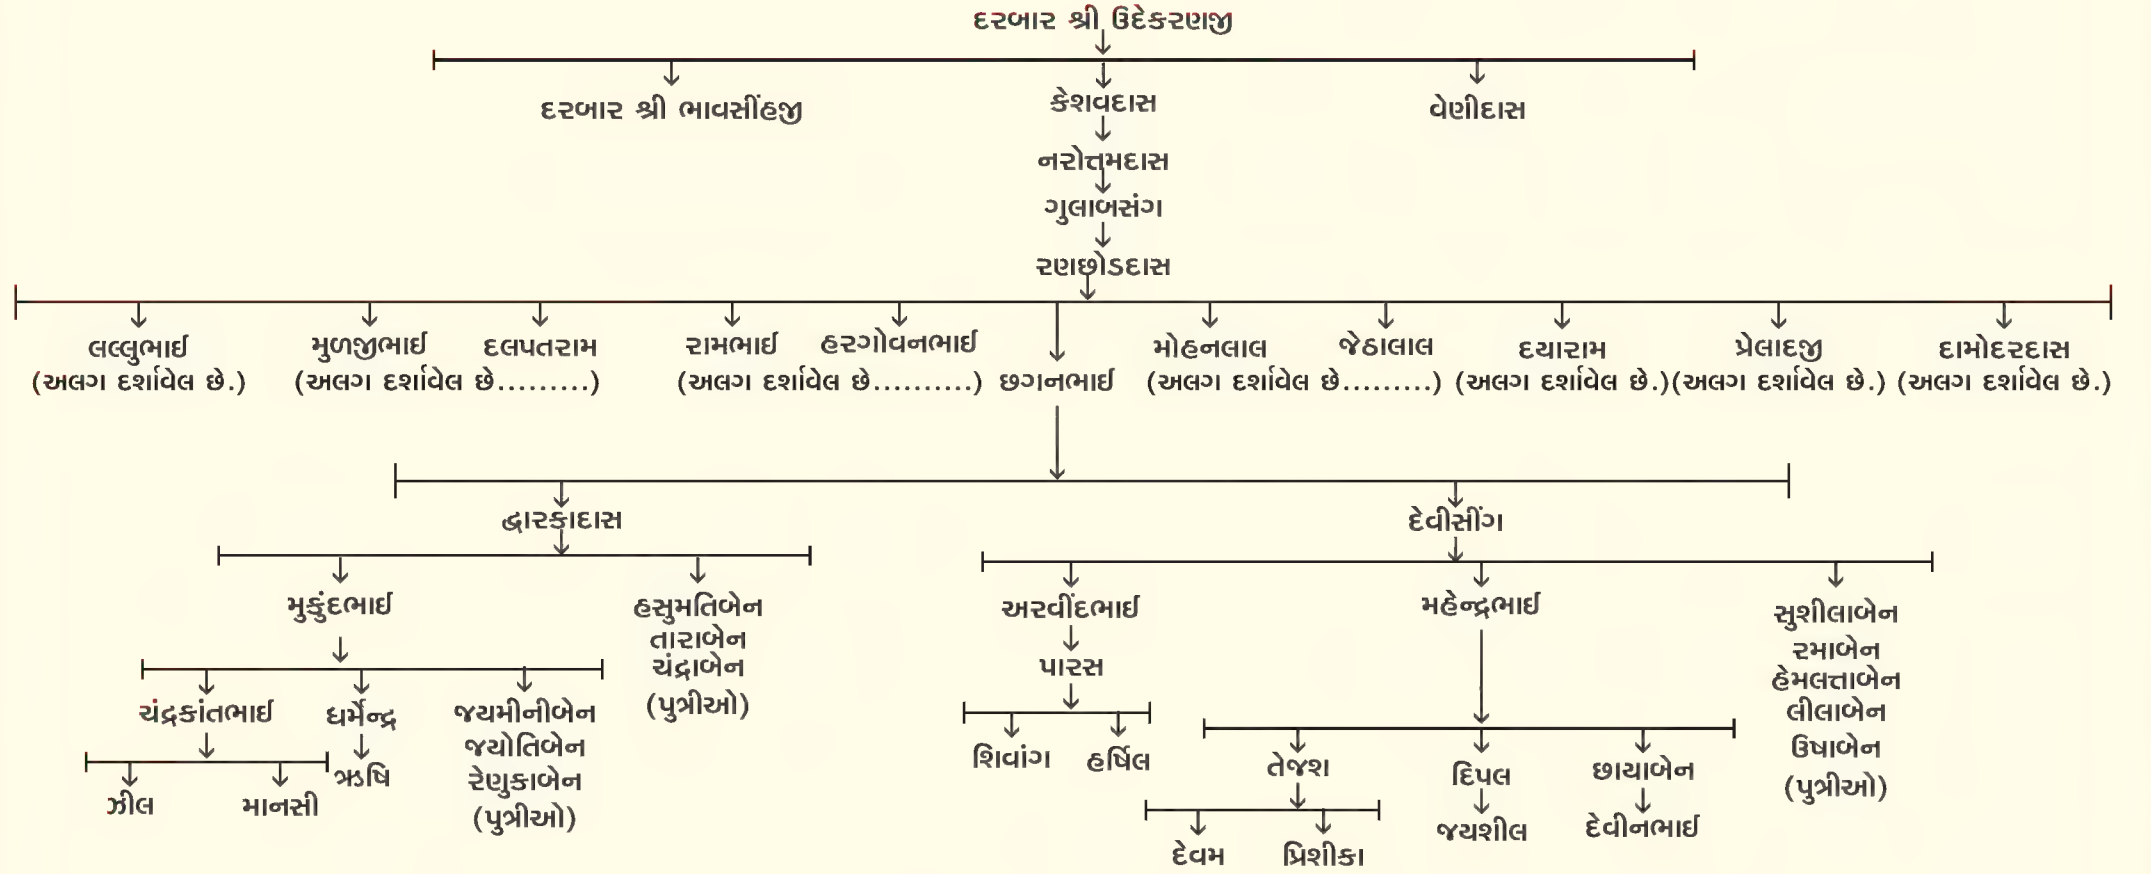 દરબાર શ્રી ઉદેકરણજી
દરબાર શ્રી ભાવસીંહજી કેશવદાસ વેણીદાસ
નરોત્તમદાસ
ગુલાબસંગ
રણછોડદાસ
લલ્લુભાઈ મુળજીભાઈ દલપતરામ રામભાઈ હરગોવનભાઈ મોહનલાલ જેઠાલાલ દયારામ પ્રેલાદજી દામોદરદાસ
(અલગ દર્શાવેલ છે.) (અલગ દર્શાવેલ છે.........) (અલગ દર્શાવેલ છે..........) છગનભાઈ (અલગ દર્શાવેલ છે.........) (અલગ દર્શાવેલ છે.) (અલગ દર્શાવેલ છે.) (અલગ દર્શાવેલ છે.)
દ્વારકાદાસ દેવીસીંગ
મુકુંદભાઈ હસુમતિબેન અરવીંદભાઈ મહેન્દ્રભાઈ સુશીલાબેન
તારાબેન રમાબેન
ચંદ્રાબેન પારસ હેમલત્તાબેન
(પુત્રીઓ) લીલાબેન
ચંદ્રકાંતભાઈ ધર્મેન્દ્ર જયમીનીબેન
જયોતિબેન શિવાંગ હર્ષિલ તેજશ દિપલ છાયાબેન ઉષાબેન
ઋષિ રેણુકાબેન (પુત્રીઓ)
ઝીલ માનસી (પુત્રીઓ) જયશીલ દેવીનભાઈ
દેવમ પ્રિશીકા